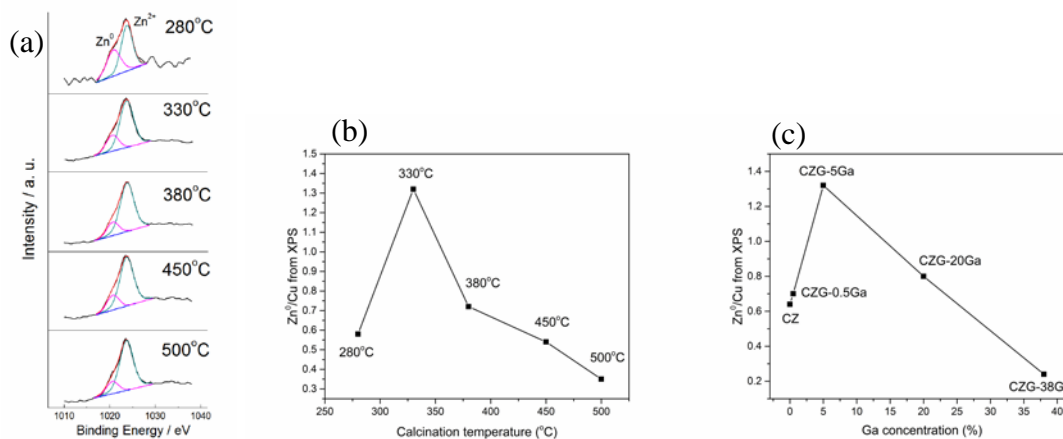 (a)
Zn⁰
Zn²⁺
280°C
330°C
380°C
450°C
500°C
Intensity / a. u.
1010 1020 1030 1040
Binding Energy / eV
(b)
Zn⁰/Cu from XPS
1.5
1.4
1.3
1.2
1.1
1.0
0.9
0.8
0.7
0.6
0.5
0.4
0.3
330°C
380°C
280°C
450°C
500°C
250 300 350 400 450 500
Calcination temperature (°C)
(c)
Zn⁰/Cu from XPS
1.4
1.2
1.0
0.8
0.6
0.4
0.2
CZG-5Ga
CZG-20Ga
CZG-0.5Ga
CZ
CZG-38G
0 5 10 15 20 25 30 35 40
Ga concentration (%)